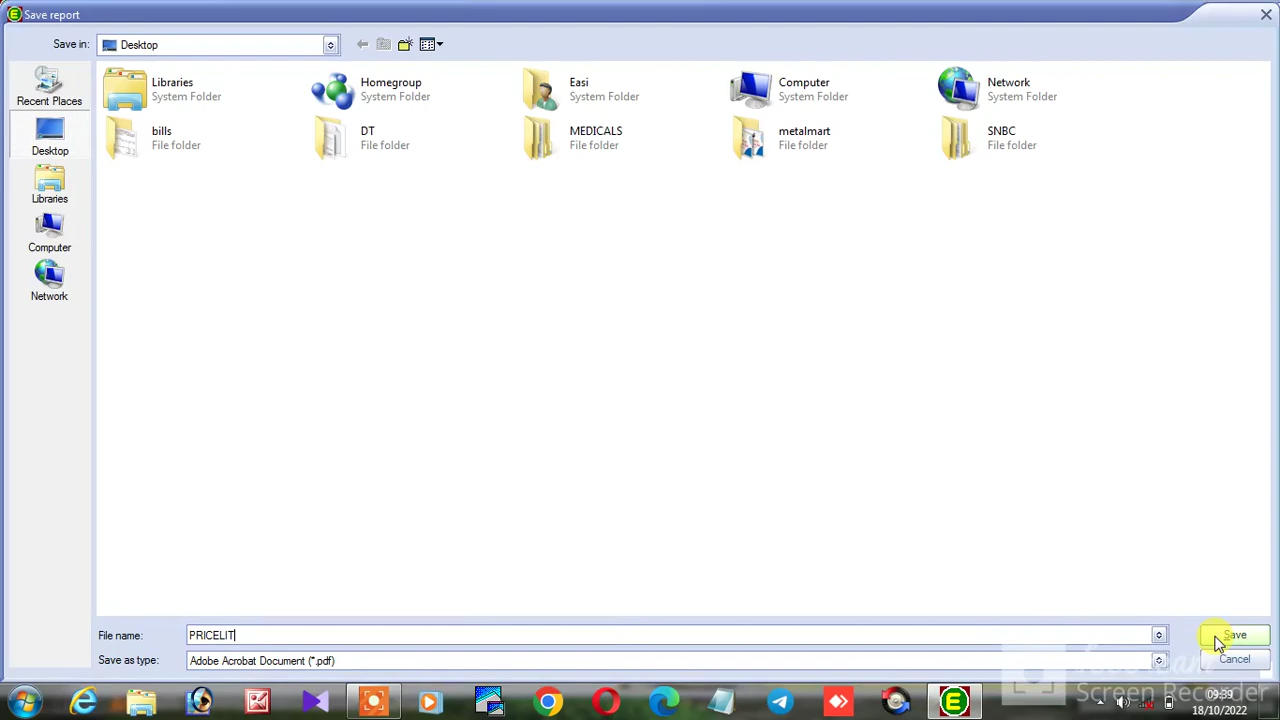 Save report
Save in:
Desktop
Recent Places
Desktop
Libraries
Computer
Network
Libraries
System Folder
Homegroup
System Folder
Easi
System Folder
Computer
System Folder
Network
System Folder
bills
File folder
DT
File folder
MEDICALS
File folder
metalmart
File folder
SNBC
File folder
File name:
PRICELIT
Save
Save as type:
Adobe Acrobat Document (*.pdf)
Cancel
Screen Recorder
09:39
18/10/2022